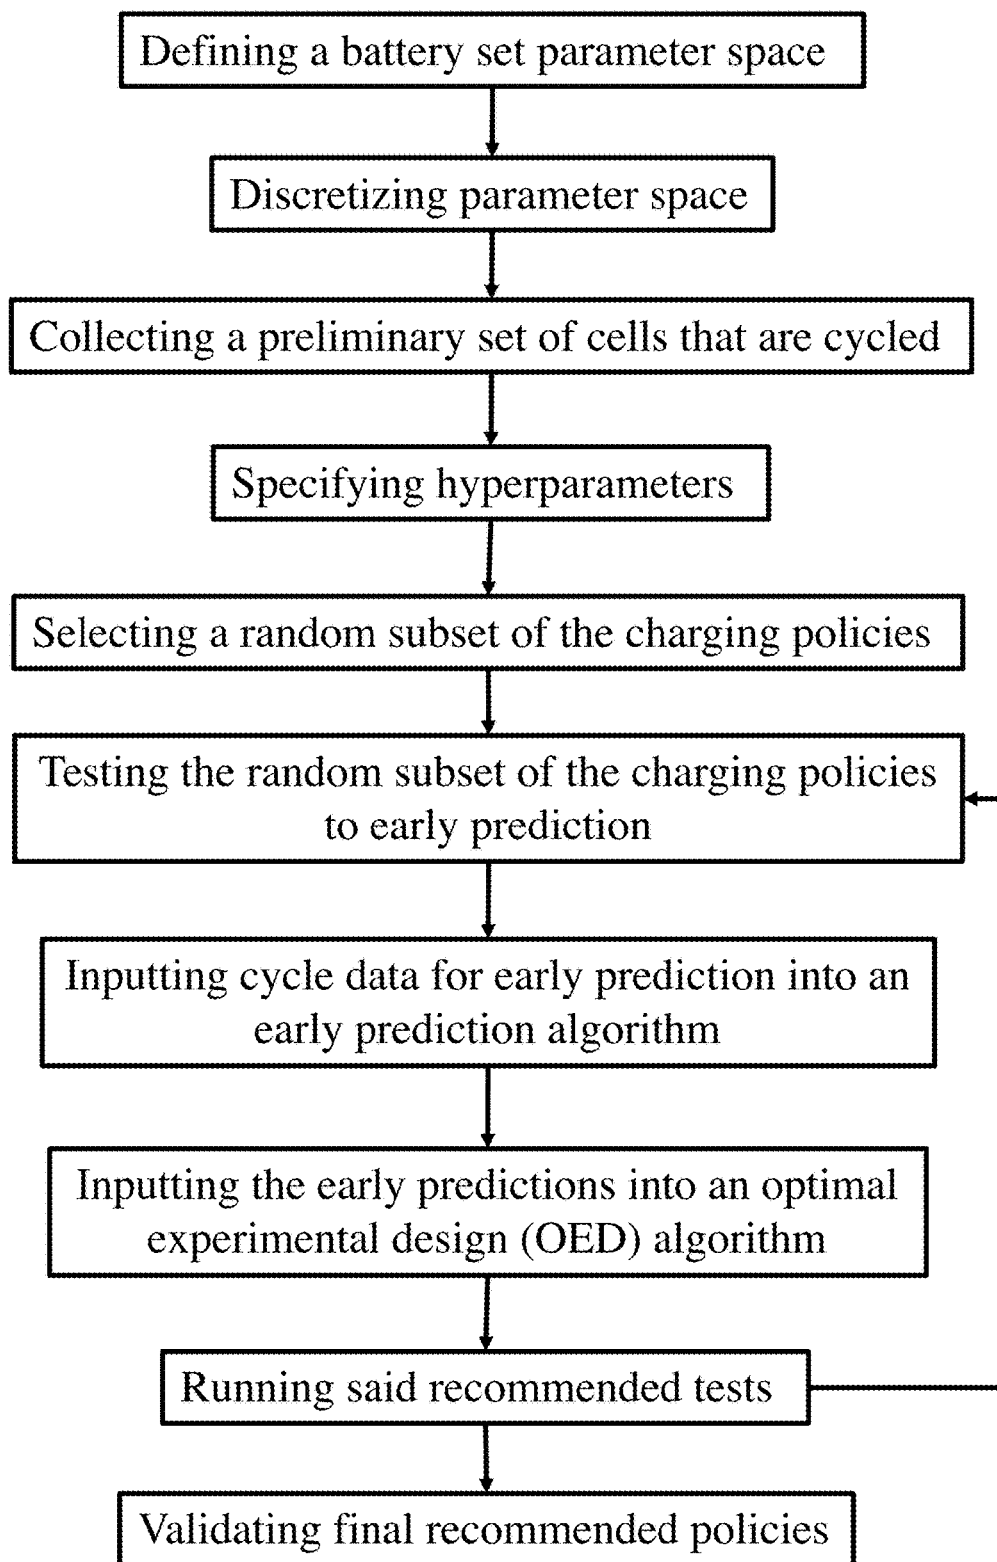 Defining a battery set parameter space
Discretizing parameter space
Collecting a preliminary set of cells that are cycled
Specifying hyperparameters
Selecting a random subset of the charging policies
Testing the random subset of the charging policies
to early prediction
Inputting cycle data for early prediction into an
early prediction algorithm
Inputting the early predictions into an optimal
experimental design (OED) algorithm
Running said recommended tests
Validating final recommended policies